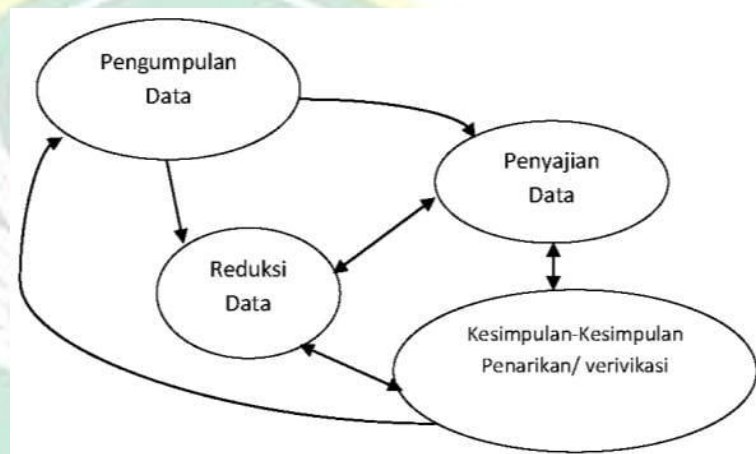 Pengumpulan
Data
Penyajian
Data
Reduksi
Data
Kesimpulan-Kesimpulan
Penarikan/ verivikasi